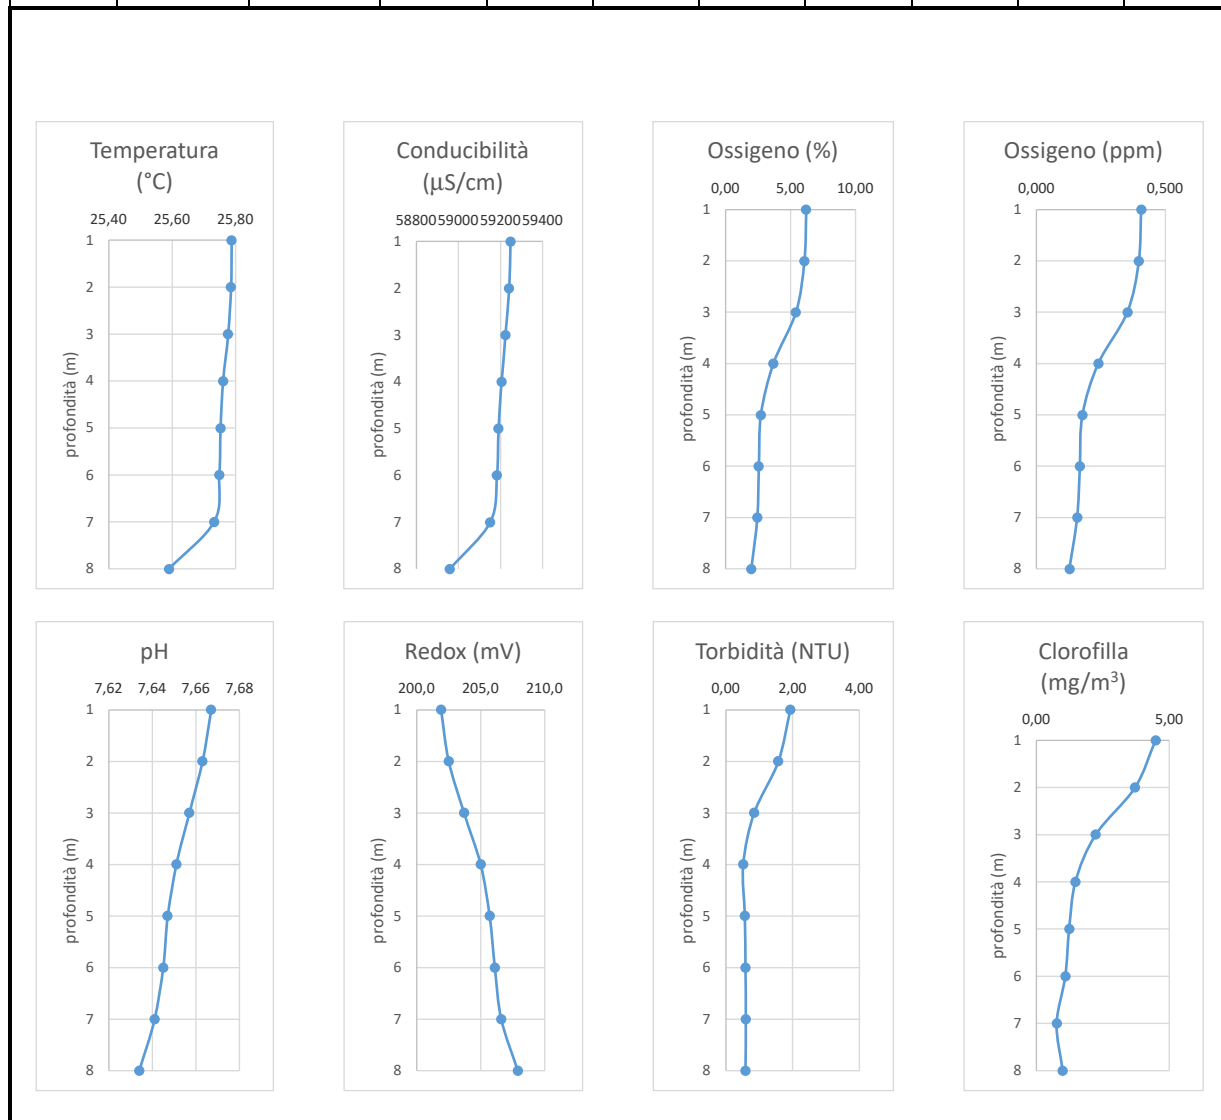 Temperatura
(°C)
25,40 25,60 25,80
1
2
3
4
5
6
7
8
profondità (m)
Conducibilità
(µS/cm)
58800 59000 59200 59400
1
2
3
4
5
6
7
8
profondità (m)
Ossigeno (%)
0,00 5,00 10,00
1
2
3
4
5
6
7
8
profondità (m)
Ossigeno (ppm)
0,000 0,500
1
2
3
4
5
6
7
8
profondità (m)
pH
7,62 7,64 7,66 7,68
1
2
3
4
5
6
7
8
profondità (m)
Redox (mV)
200,0 205,0 210,0
1
2
3
4
5
6
7
8
profondità (m)
Torbidità (NTU)
0,00 2,00 4,00
1
2
3
4
5
6
7
8
profondità (m)
Clorofilla
(mg/m³)
0,00 5,00
1
2
3
4
5
6
7
8
profondità (m)